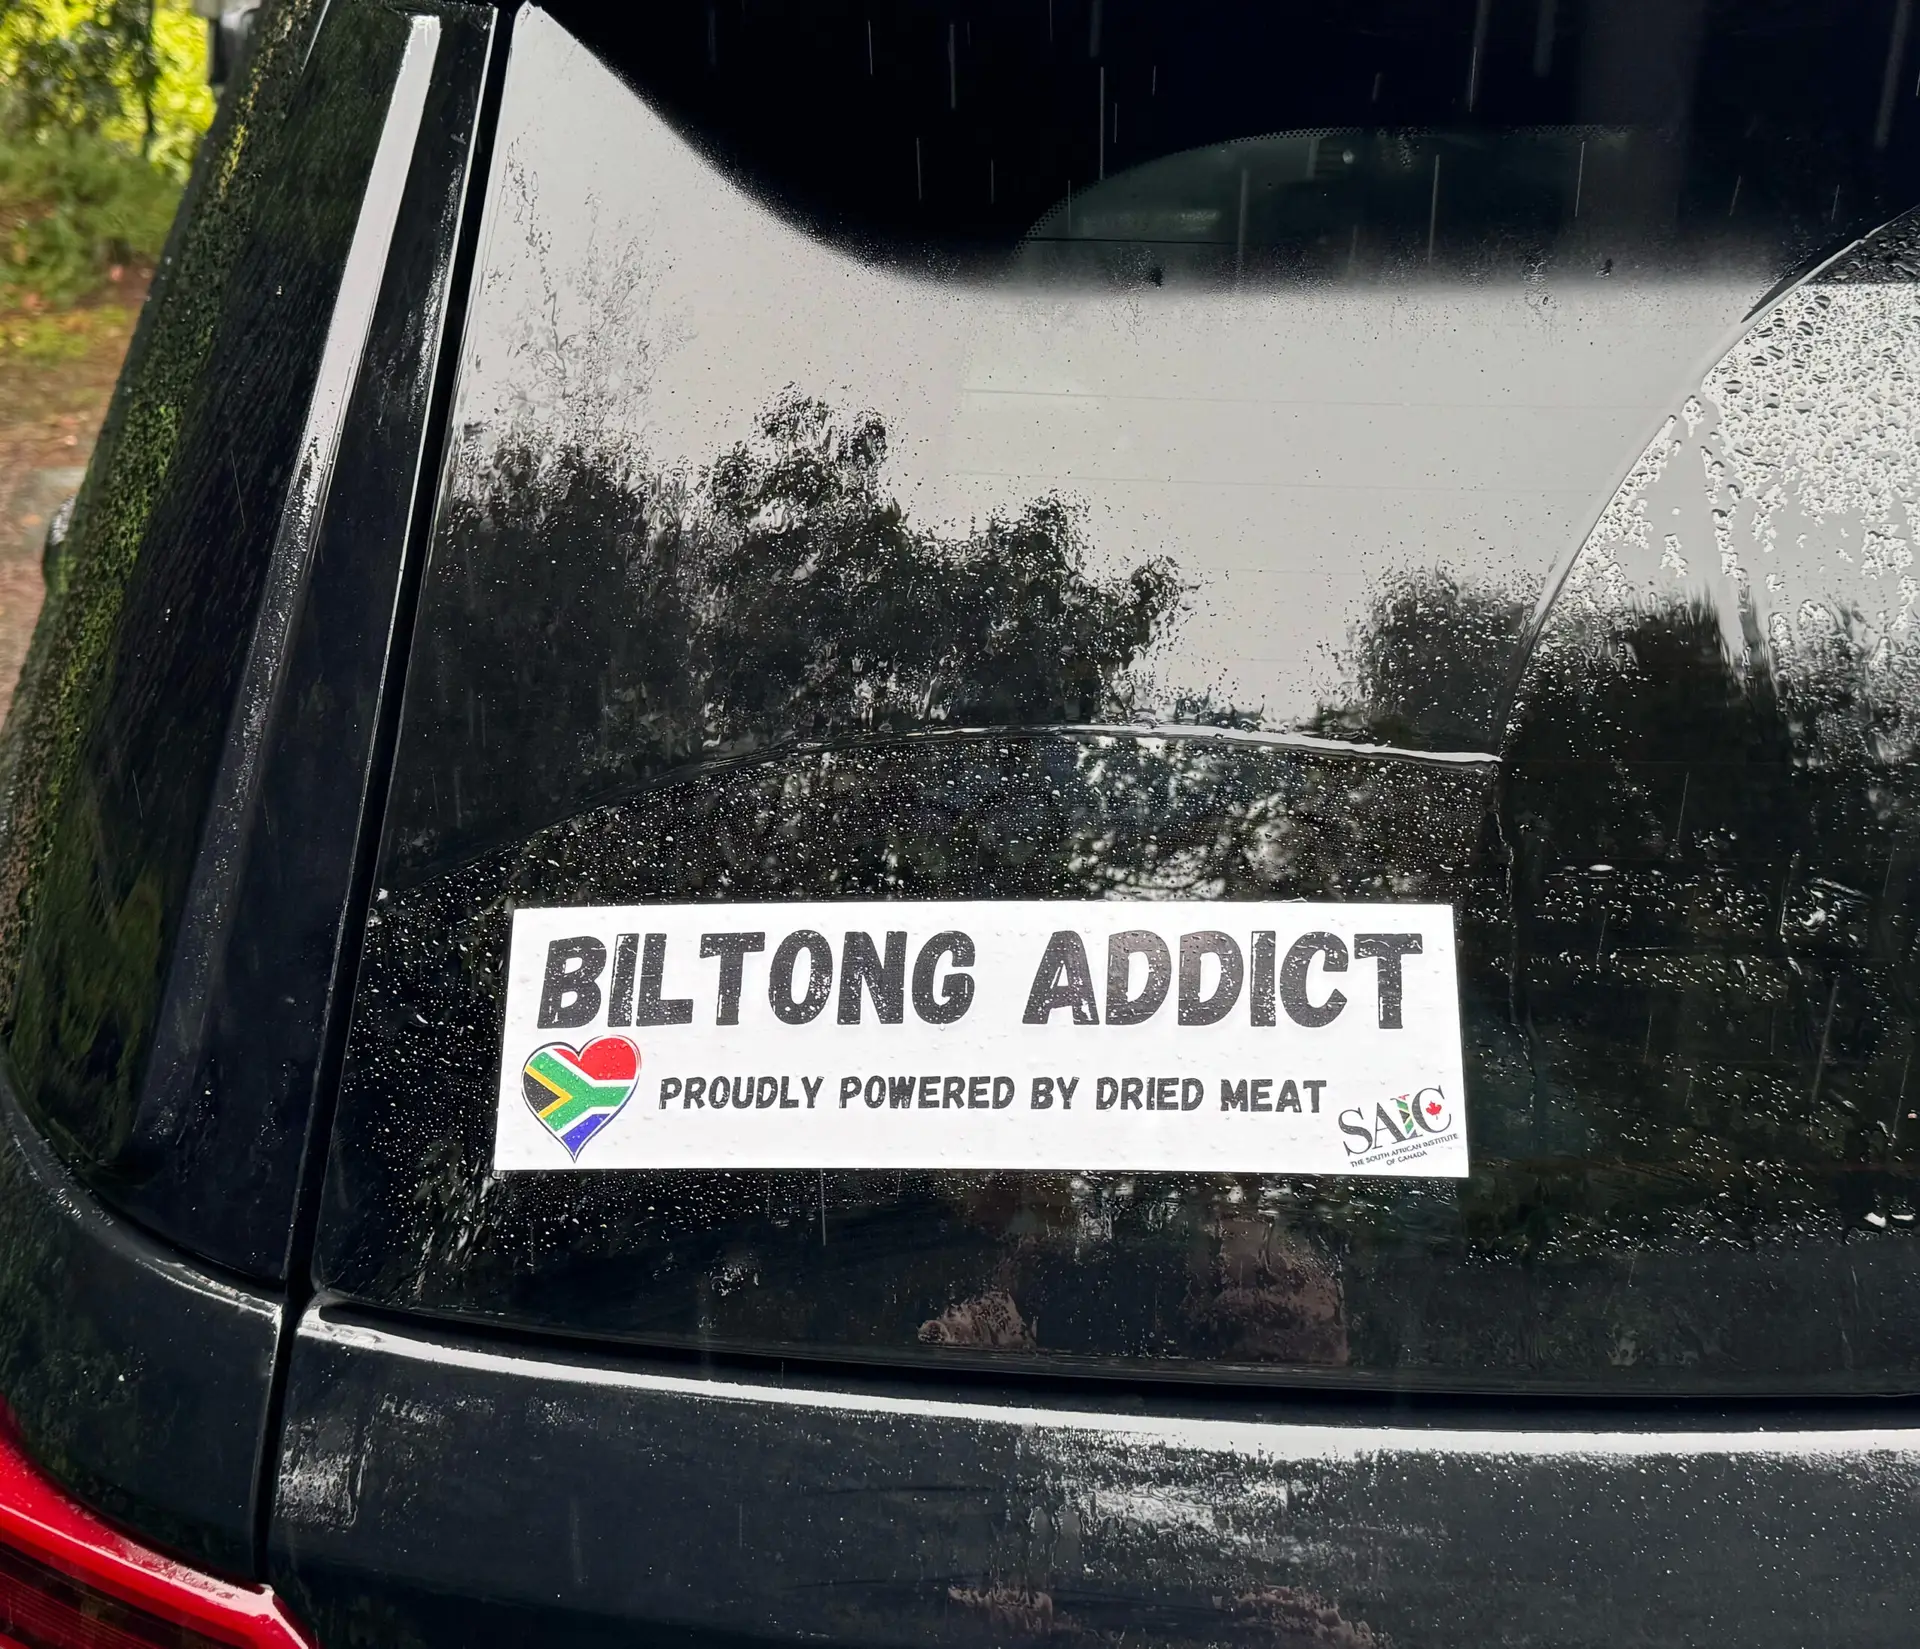 BILTONG ADDICT
PROUDLY POWERED BY DRIED MEAT
SAIC
THE SOUTH AFRICAN INSTITUTE
OF CANADA